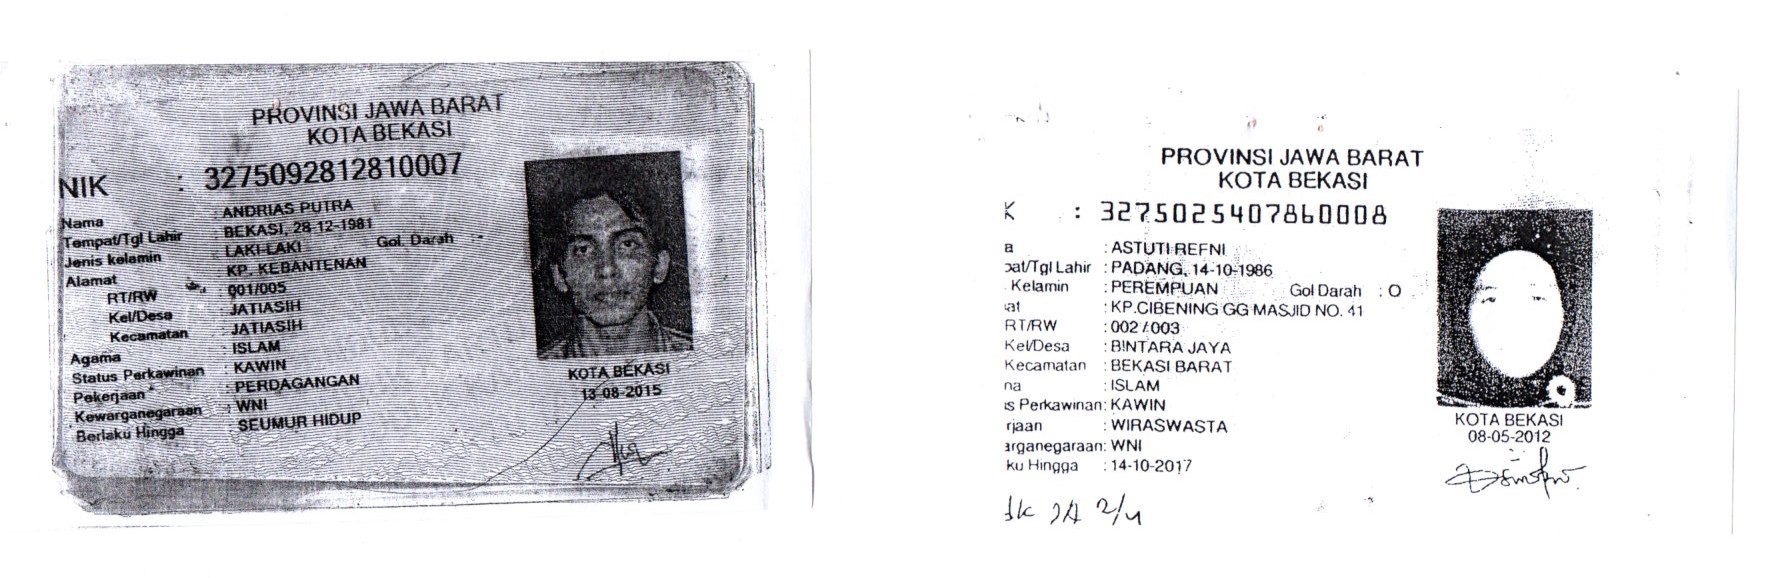 PROVINSI JAWA BARAT
KOTA BEKASI
NIK : 3275092812810007
Nama : ANDRIAS PUTRA
Tempat/Tgl Lahir : BEKASI, 28-12-1981
Jenis kelamin : LAKI-LAKI Gol. Darah : -
Alamat : KP. KEBANTENAN
RT/RW : 001/005
Kel/Desa : JATIASIH
Kecamatan : JATIASIH
Agama : ISLAM
Status Perkawinan : KAWIN
Pekerjaan : PERDAGANGAN
Kewarganegaraan : WNI
Berlaku Hingga : SEUMUR HIDUP
KOTA BEKASI
13-08-2015
PROVINSI JAWA BARAT
KOTA BEKASI
K : 3275025407860008
a : ASTUTI REFNI
pat/Tgl Lahir : PADANG, 14-10-1986
Kelamin : PEREMPUAN Gol Darah : O
at : KP.CIBENING GG MASJID NO. 41
RT/RW : 002/003
Kel/Desa : BINTARA JAYA
Kecamatan : BEKASI BARAT
na : ISLAM
is Perkawinan : KAWIN
rjaan : WIRASWASTA
arganegaraan : WNI
ku Hingga : 14-10-2017
KOTA BEKASI
08-05-2012